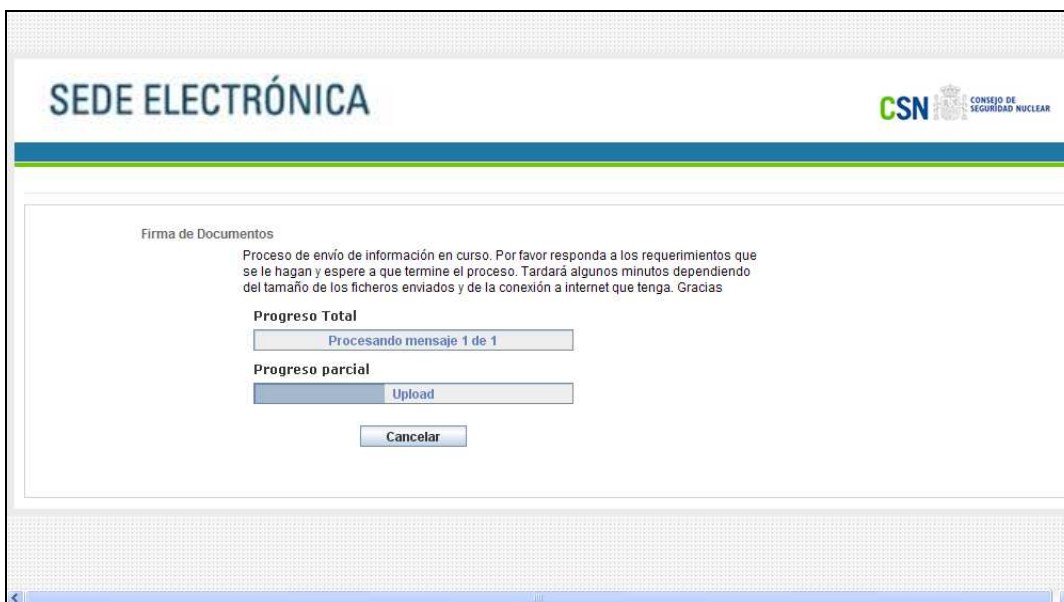 SEDE ELECTRÓNICA
CSN
CONSEJO DE
SEGURIDAD NUCLEAR
Firma de Documentos
Proceso de envío de información en curso. Por favor responda a los requerimientos que
se le hagan y espere a que termine el proceso. Tardará algunos minutos dependiendo
del tamaño de los ficheros enviados y de la conexión a internet que tenga. Gracias
Progreso Total
Procesando mensaje 1 de 1
Progreso parcial
Upload
Cancelar